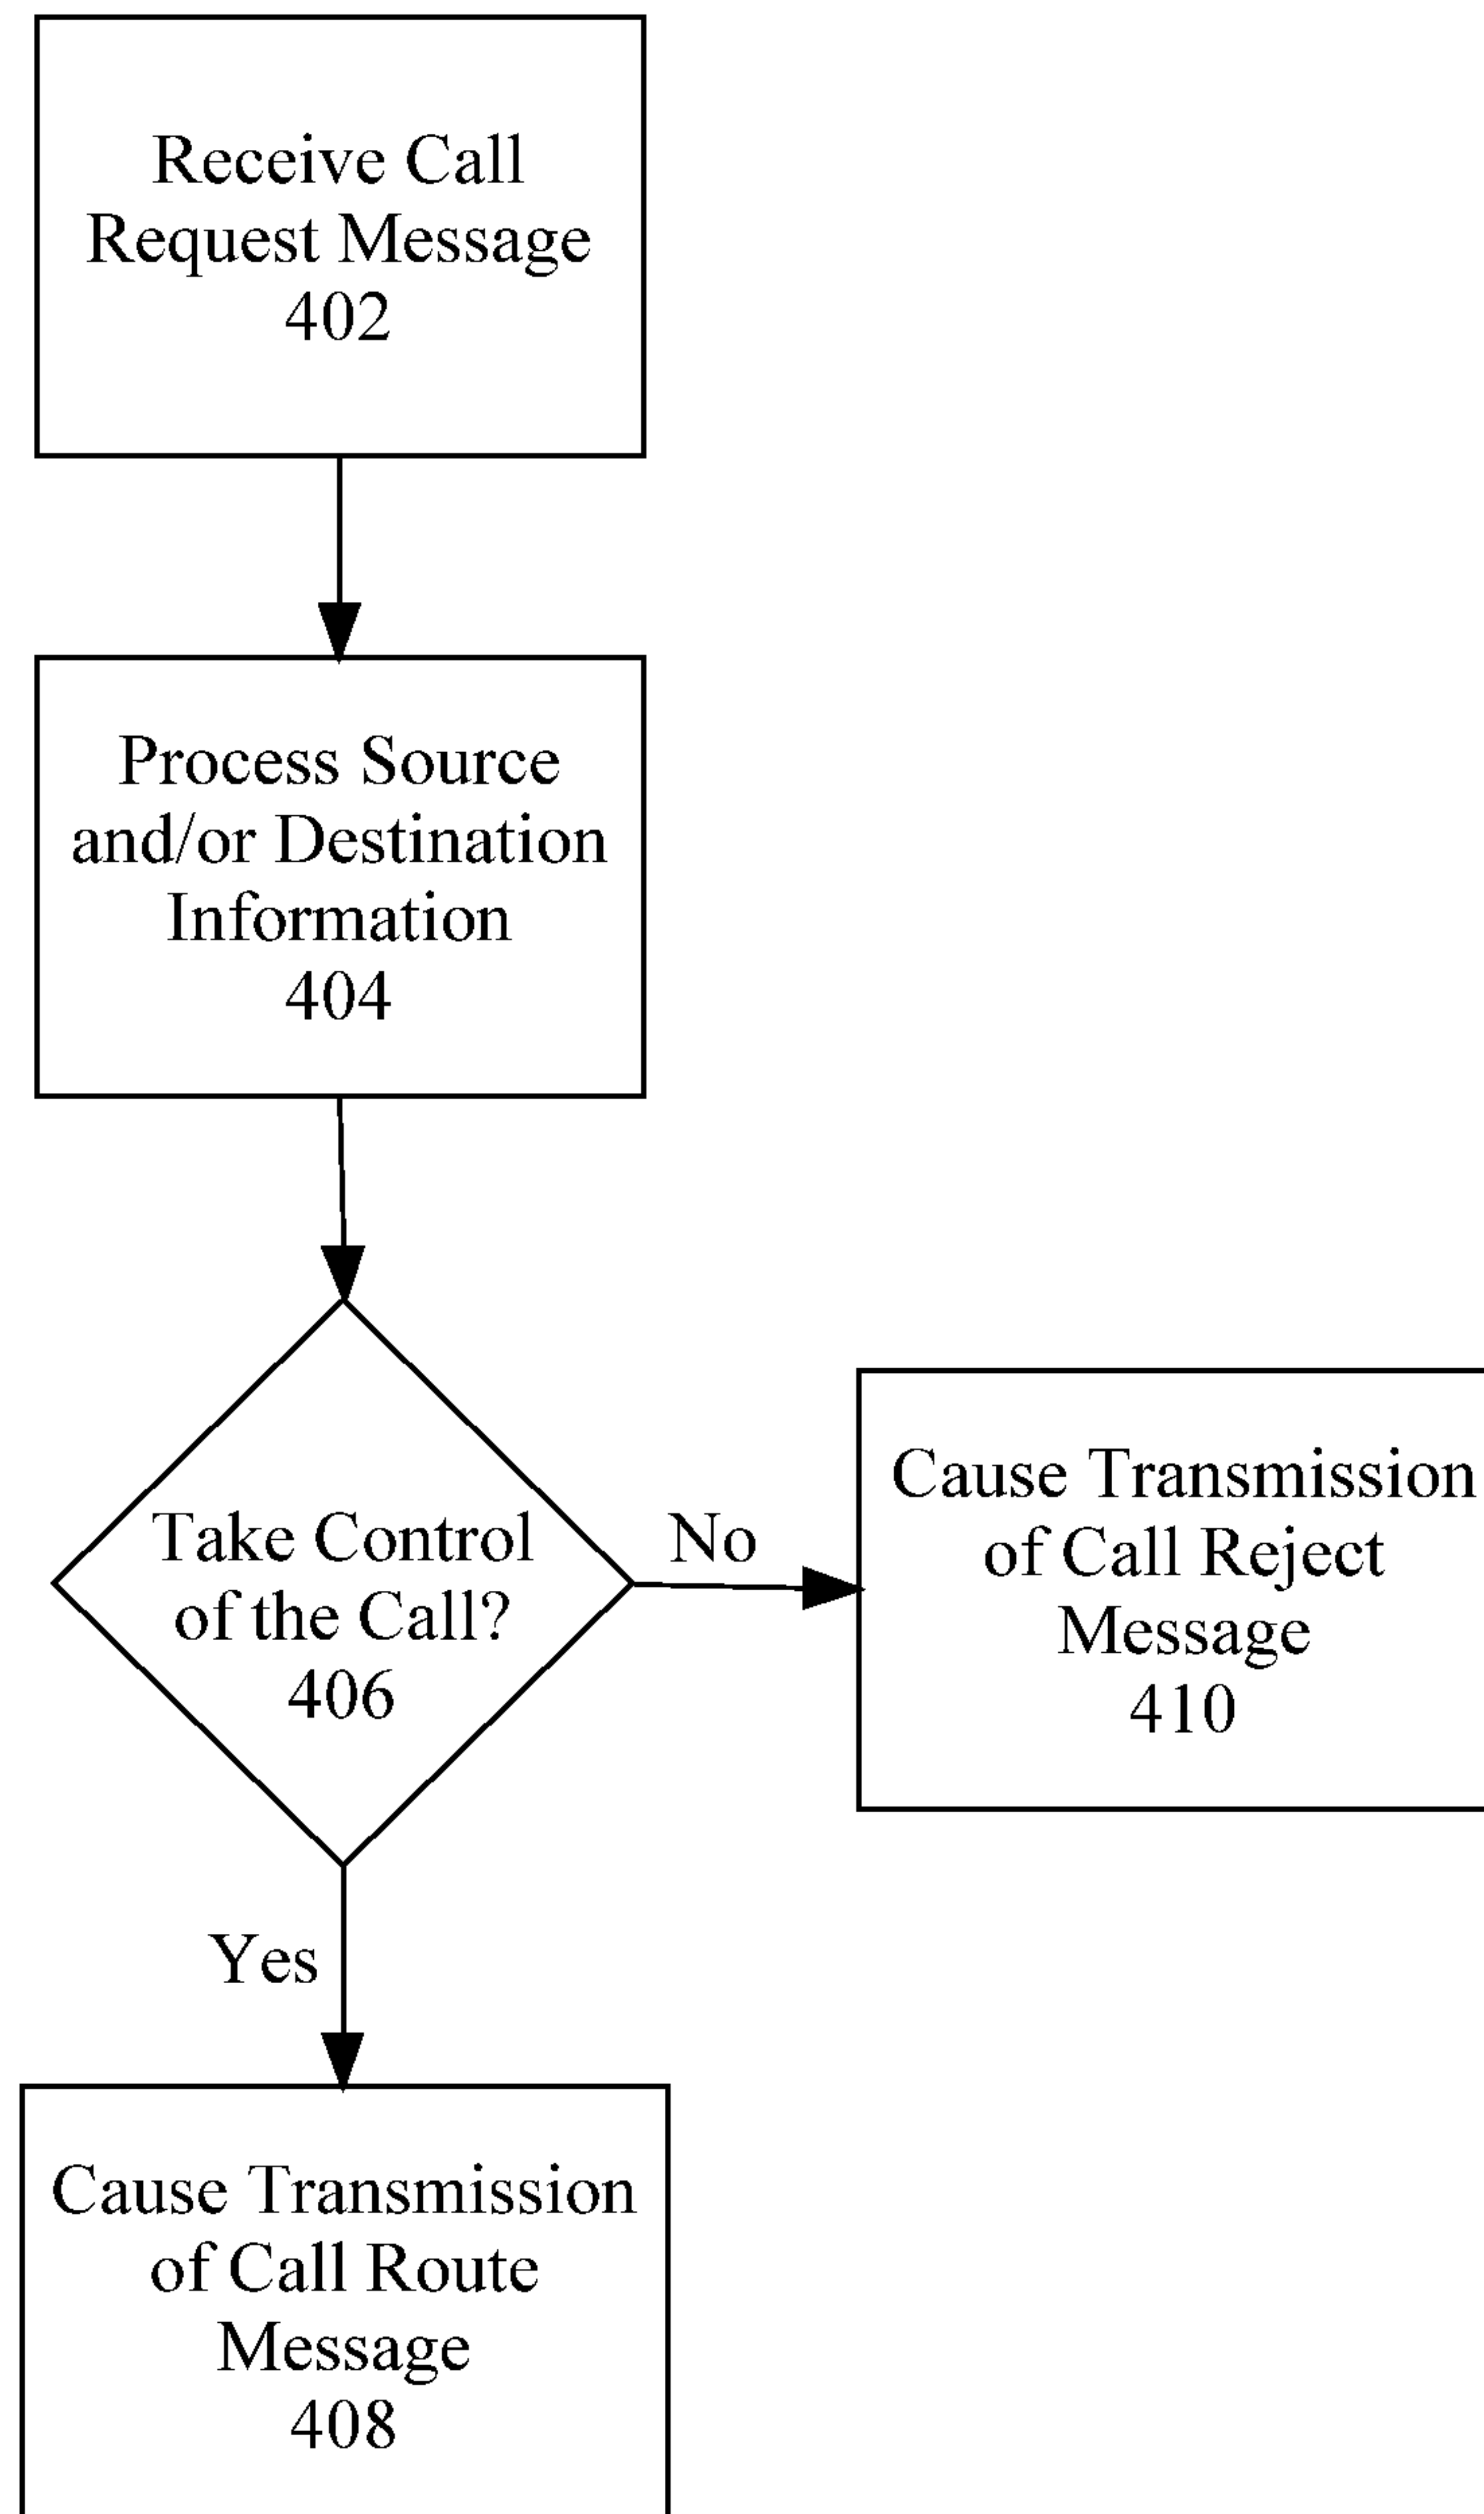 Receive Call
Request Message
402
Process Source
and/or Destination
Information
404
Take Control
of the Call?
406
No
Cause Transmission
of Call Reject
Message
410
Yes
Cause Transmission
of Call Route
Message
408